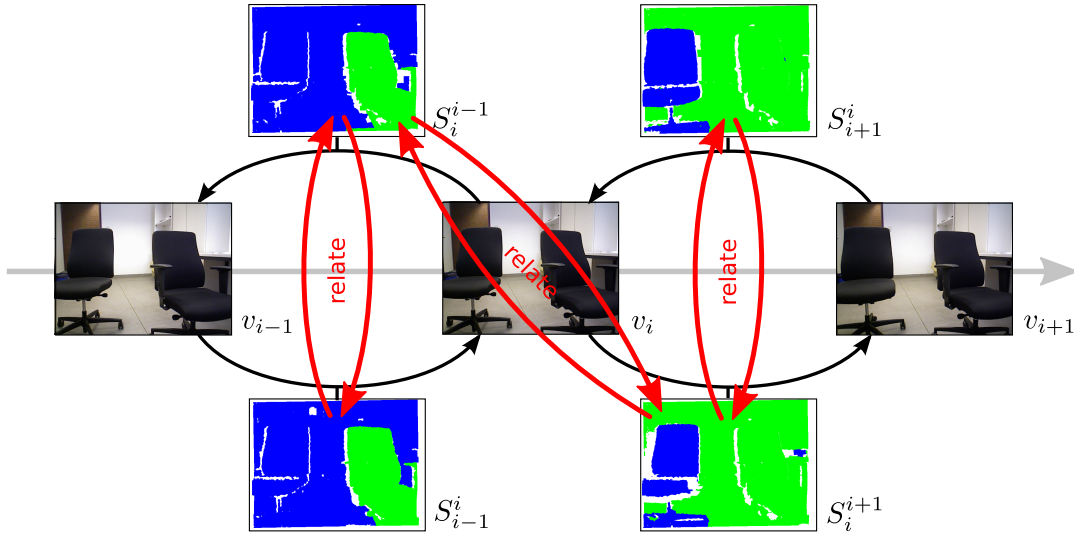 $S_i^{i-1}$
$S_{i+1}^i$
relate
relate
relate
$v_{i-1}$
$v_i$
$v_{i+1}$
$S_{i-1}^i$
$S_i^{i+1}$